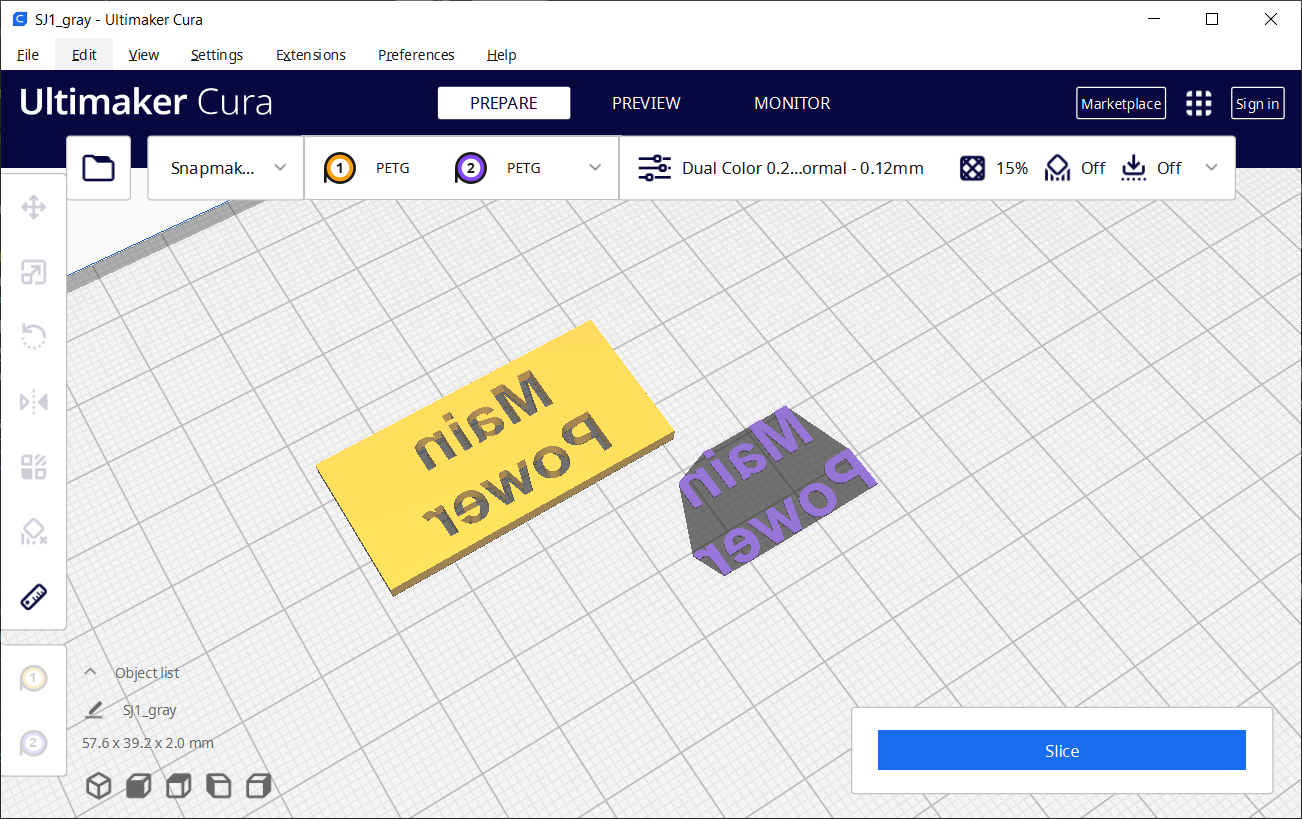 SJ1_gray - Ultimaker Cura
File Edit View Settings Extensions Preferences Help
Ultimaker Cura PREPARE PREVIEW MONITOR Marketplace Sign in
Snapmak... 1 PETG 2 PETG Dual Color 0.2...ormal - 0.12mm 15% Off Off
Main
Power
Main
Power
1
2
Object list
SJ1_gray
57.6 x 39.2 x 2.0 mm
Slice